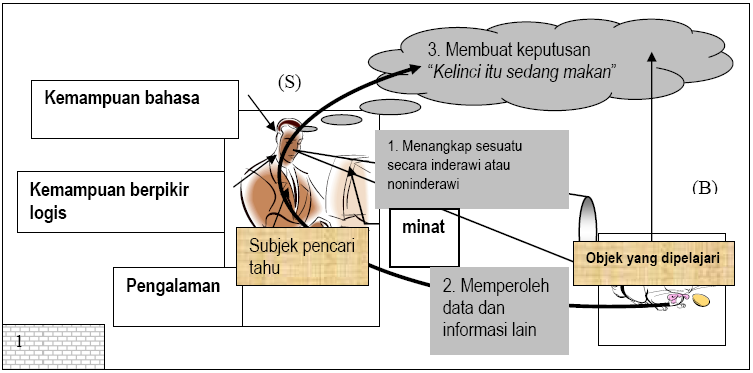 3. Membuat keputusan
“Kelinci itu sedang makan”
(S)
Kemampuan bahasa
1. Menangkap sesuatu
secara inderawi atau
noninderawi
Kemampuan berpikir
logis
(B)
minat
Subjek pencari
tahu
Objek yang dipelajari
Pengalaman
2. Memperoleh
data dan
informasi lain
1